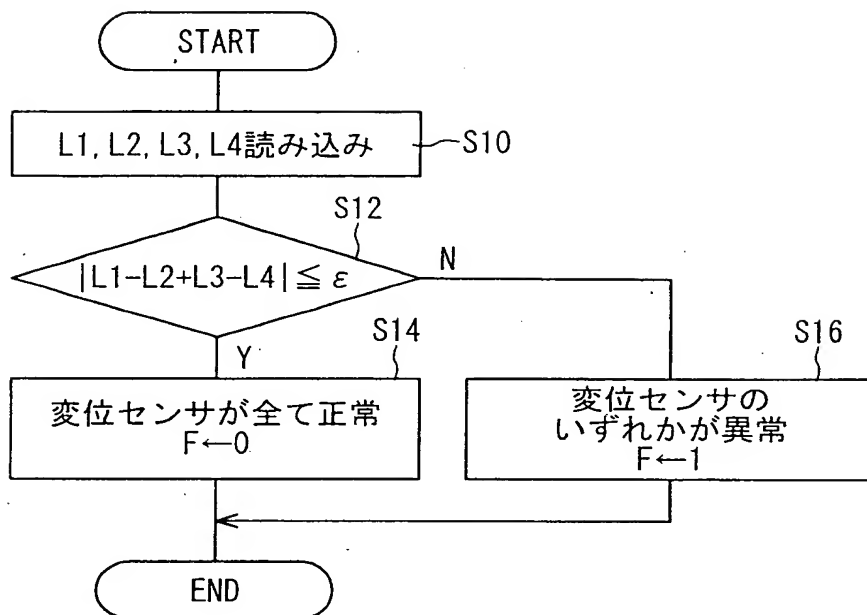 START
L1, L2, L3, L4読み込み
S10
S12
|L1-L2+L3-L4|≦ε
N
Y
S14
変位センサが全て正常
F←0
S16
変位センサの
いずれかが異常
F←1
END